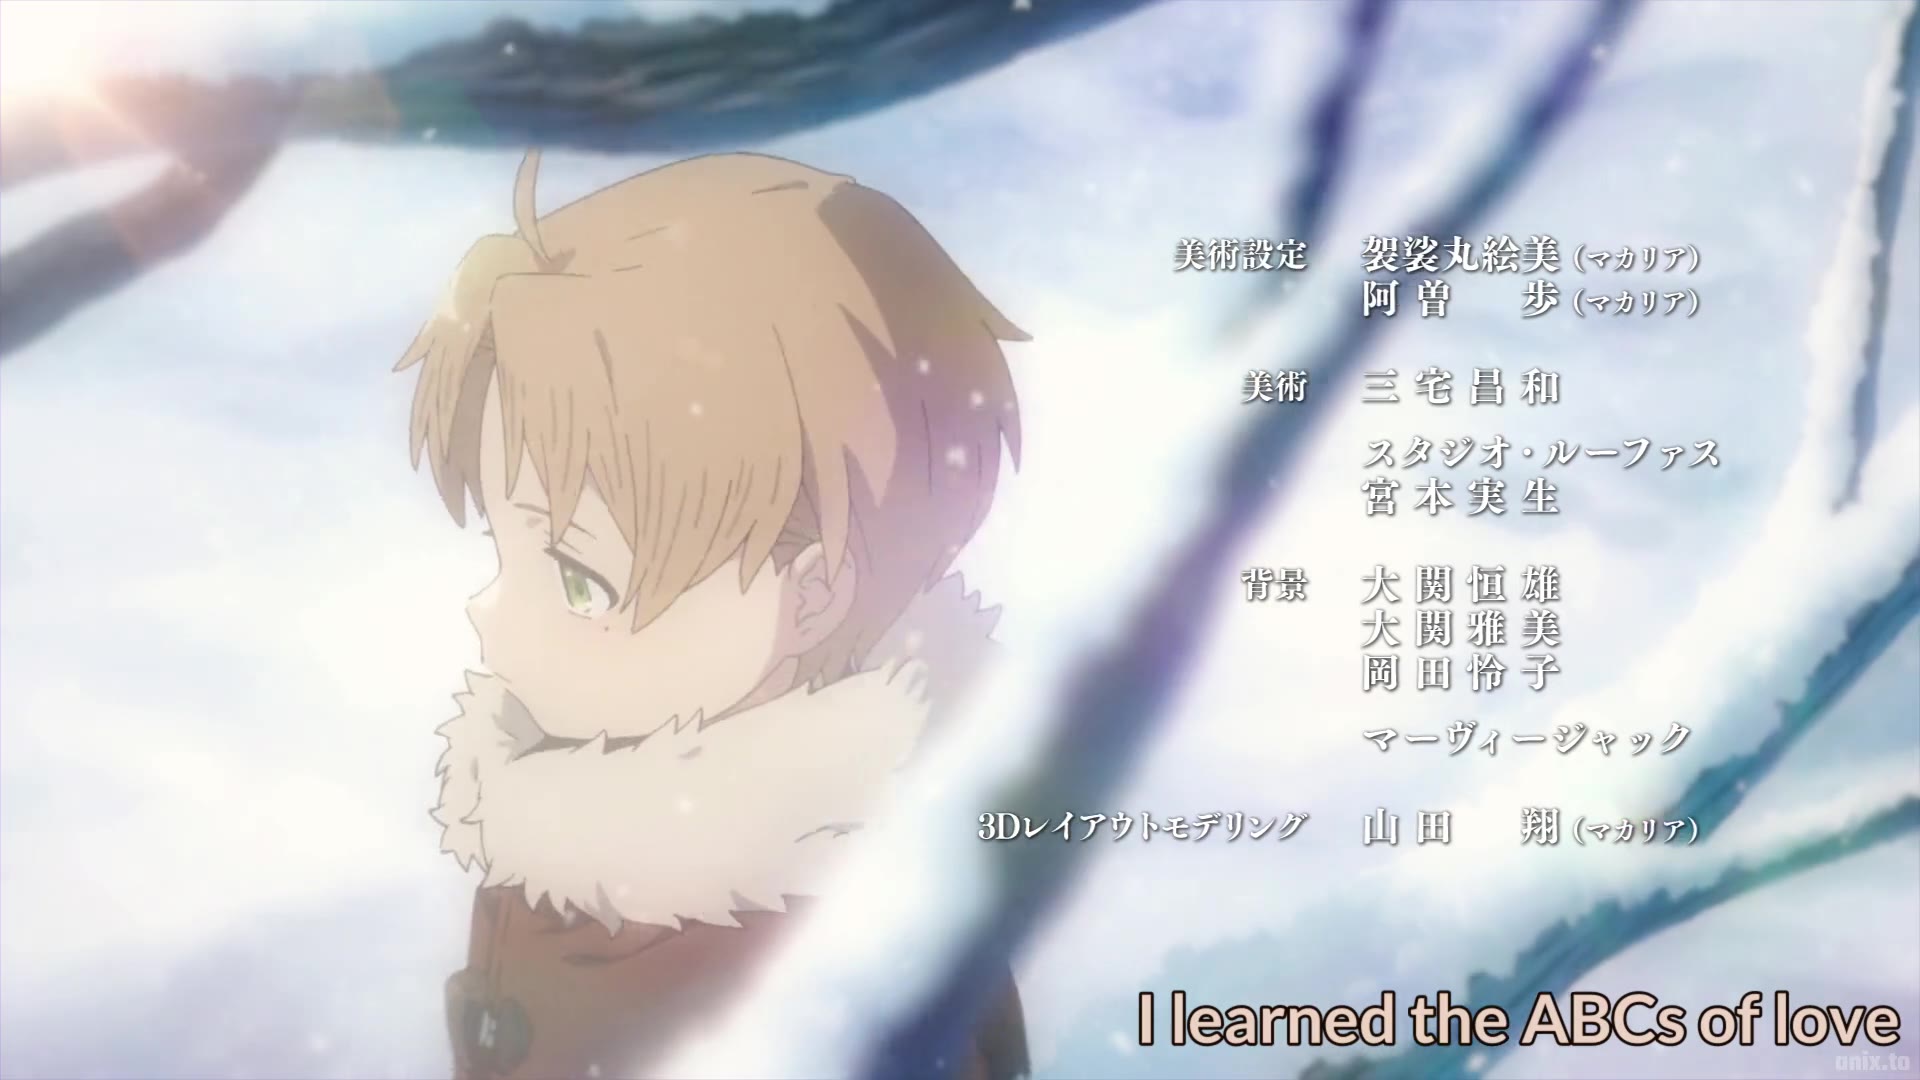 美術設定 袈裟丸絵美(マカリア)
阿曽 歩(マカリア)
美術 三宅昌和
スタジオ・ルーファス
宮本実生
背景 大関恒雄
大関雅美
岡田怜子
マーヴィージャック
3Dレイアウトモデリング 山田 翔(マカリア)
I learned the ABCs of love
anix.to